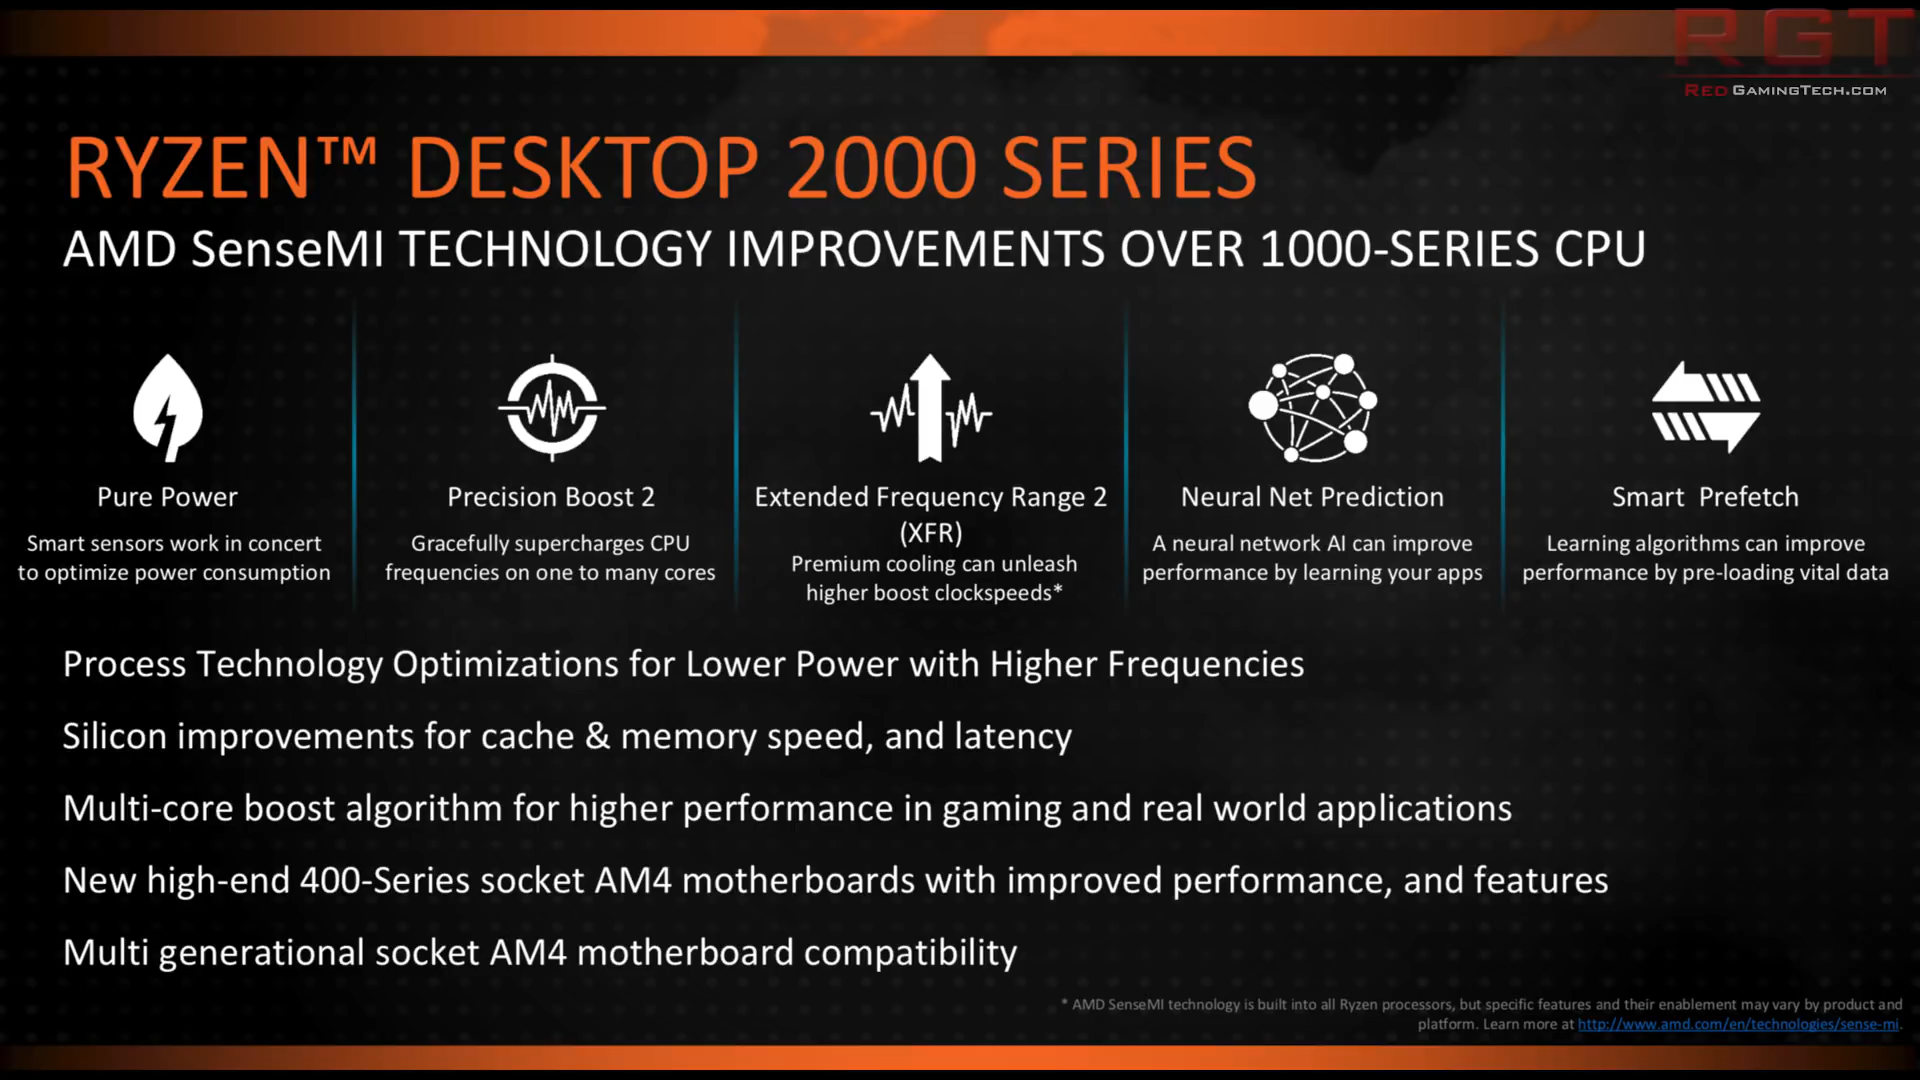 RGT
RED GAMINGTECH.COM
RYZEN™ DESKTOP 2000 SERIES
AMD SenseMI TECHNOLOGY IMPROVEMENTS OVER 1000-SERIES CPU
Pure Power
Smart sensors work in concert
to optimize power consumption
Precision Boost 2
Gracefully supercharges CPU
frequencies on one to many cores
Extended Frequency Range 2
(XFR)
Premium cooling can unleash
higher boost clockspeeds*
Neural Net Prediction
A neural network AI can improve
performance by learning your apps
Smart Prefetch
Learning algorithms can improve
performance by pre-loading vital data
Process Technology Optimizations for Lower Power with Higher Frequencies
Silicon improvements for cache & memory speed, and latency
Multi-core boost algorithm for higher performance in gaming and real world applications
New high-end 400-Series socket AM4 motherboards with improved performance, and features
Multi generational socket AM4 motherboard compatibility
* AMD SenseMI technology is built into all Ryzen processors, but specific features and their enablement may vary by product and
platform. Learn more at http://www.amd.com/en/technologies/sense-mi.